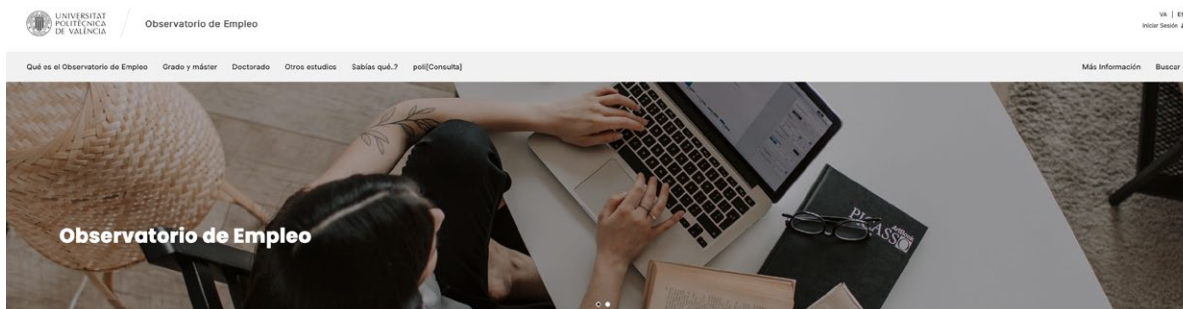 UNIVERSITAT
POLITÈCNICA
DE VALÈNCIA
Observatorio de Empleo
VA | ES
Iniciar Sesión
Qué es el Observatorio de Empleo Grado y máster Doctorado Otros estudios Sabías qué..? poli[Consulta]
Más Información Buscar
Observatorio de Empleo
PICASSO